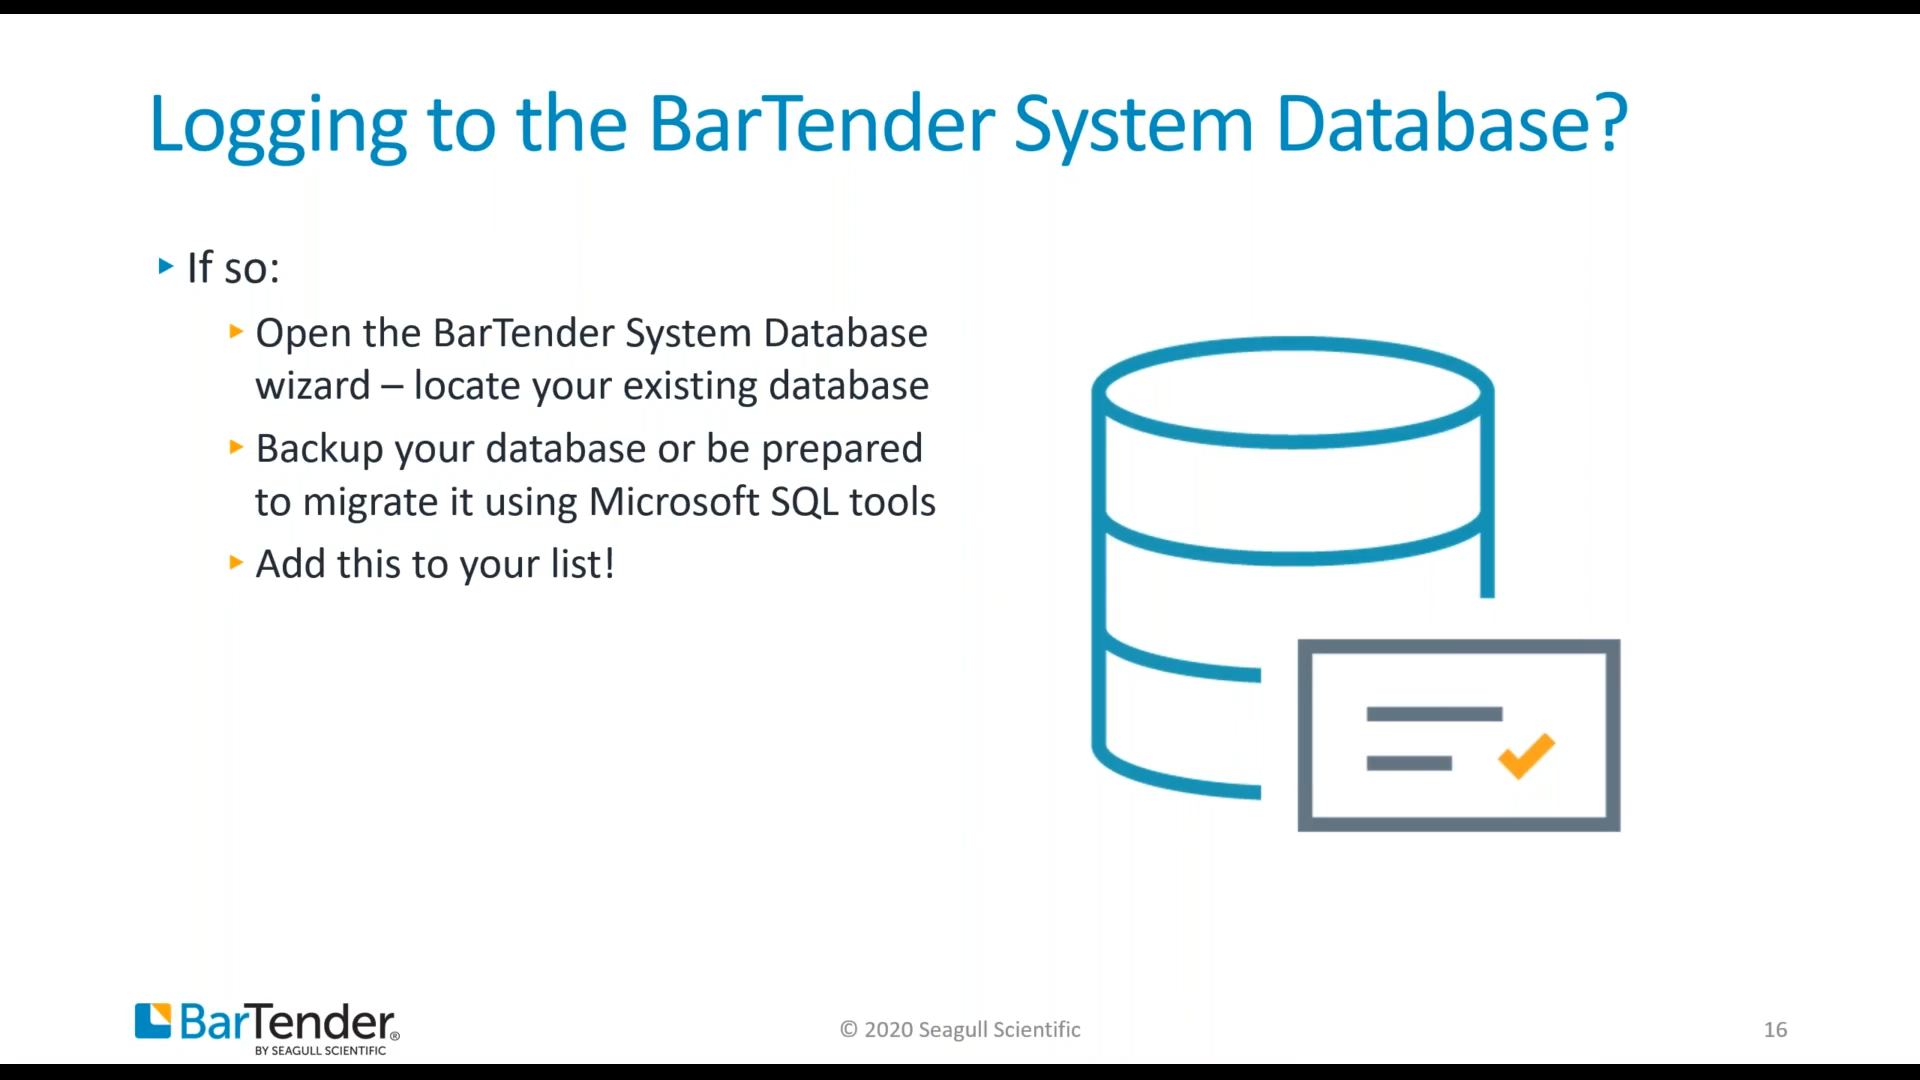 Logging to the BarTender System Database?
If so:
Open the BarTender System Database
wizard – locate your existing database
Backup your database or be prepared
to migrate it using Microsoft SQL tools
Add this to your list!
BarTender®
BY SEAGULL SCIENTIFIC
© 2020 Seagull Scientific
16